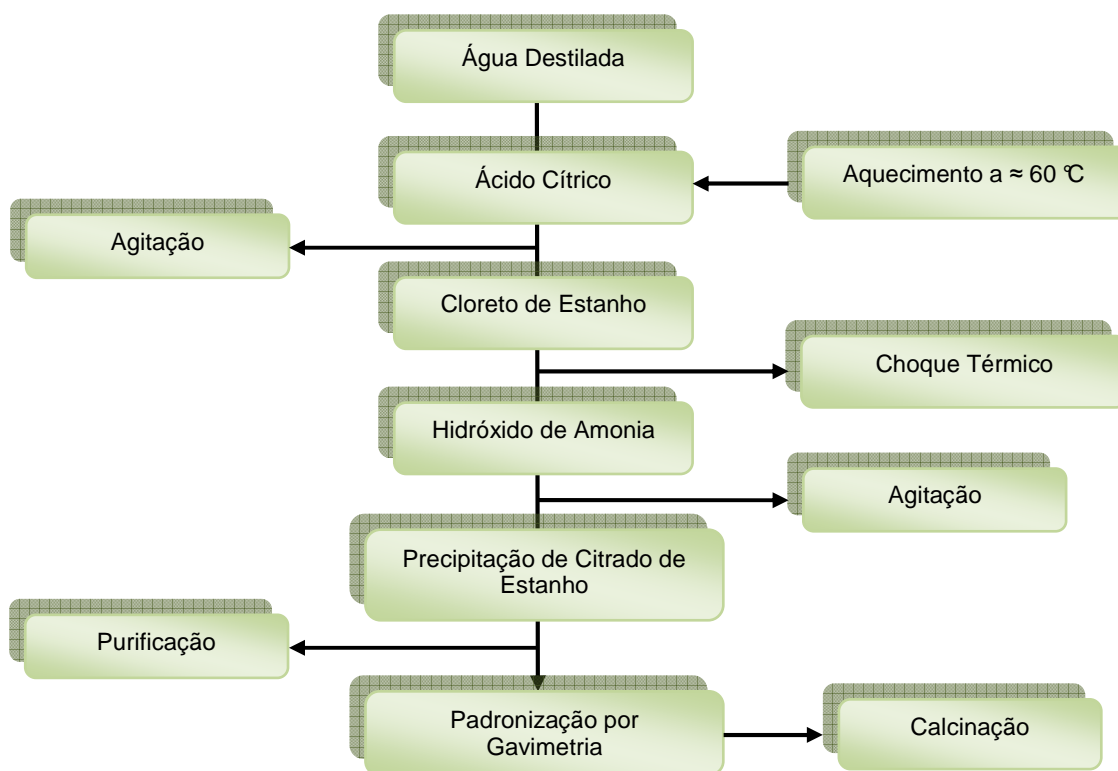 Água Destilada
Ácido Cítrico
Aquecimento a ≈ 60 °C
Agitação
Cloreto de Estanho
Choque Térmico
Hidróxido de Amonia
Agitação
Precipitação de Citrado de
Estanho
Purificação
Padronização por
Gavimetria
Calcinação